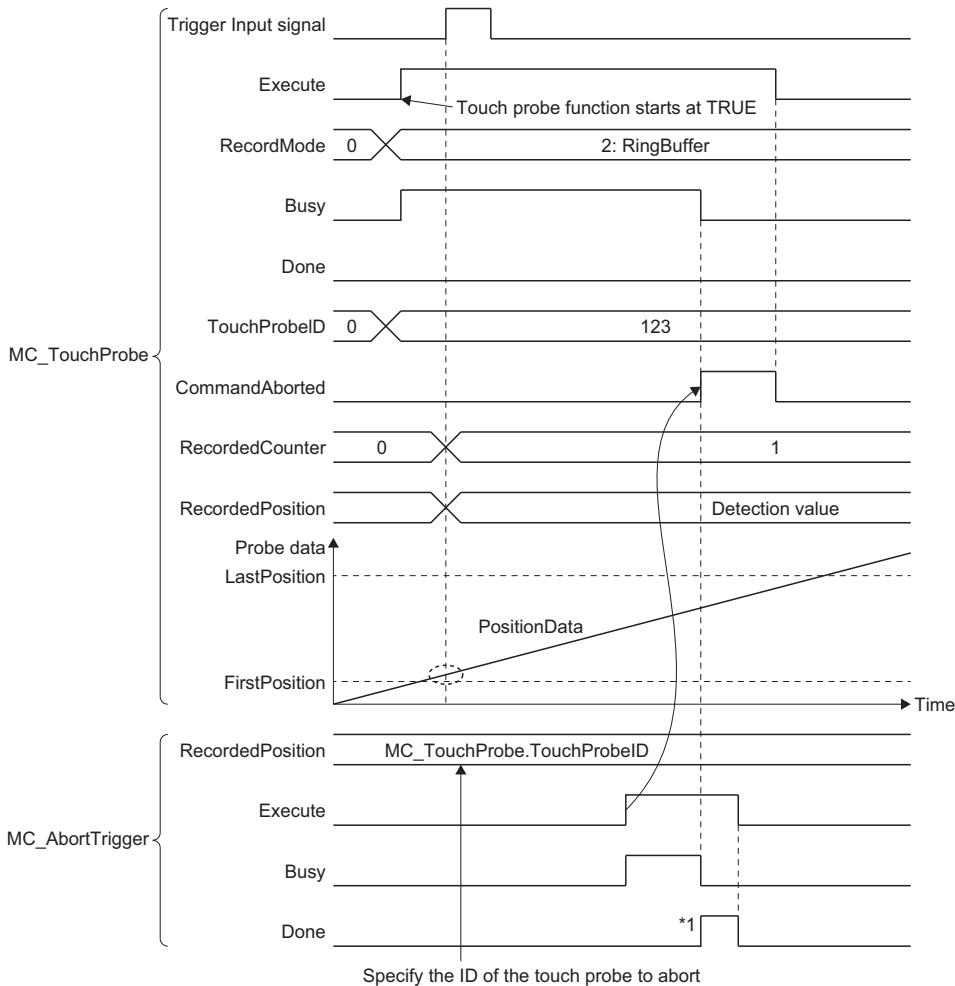 Trigger Input signal
Execute
Touch probe function starts at TRUE
RecordMode
0
2: RingBuffer
Busy
Done
TouchProbeID
0
123
MC_TouchProbe
CommandAborted
RecordedCounter
0
1
RecordedPosition
Detection value
Probe data
LastPosition
PositionData
FirstPosition
Time
RecordedPosition
MC_TouchProbe.TouchProbeID
Execute
MC_AbortTrigger
Busy
Done
*1
Specify the ID of the touch probe to abort